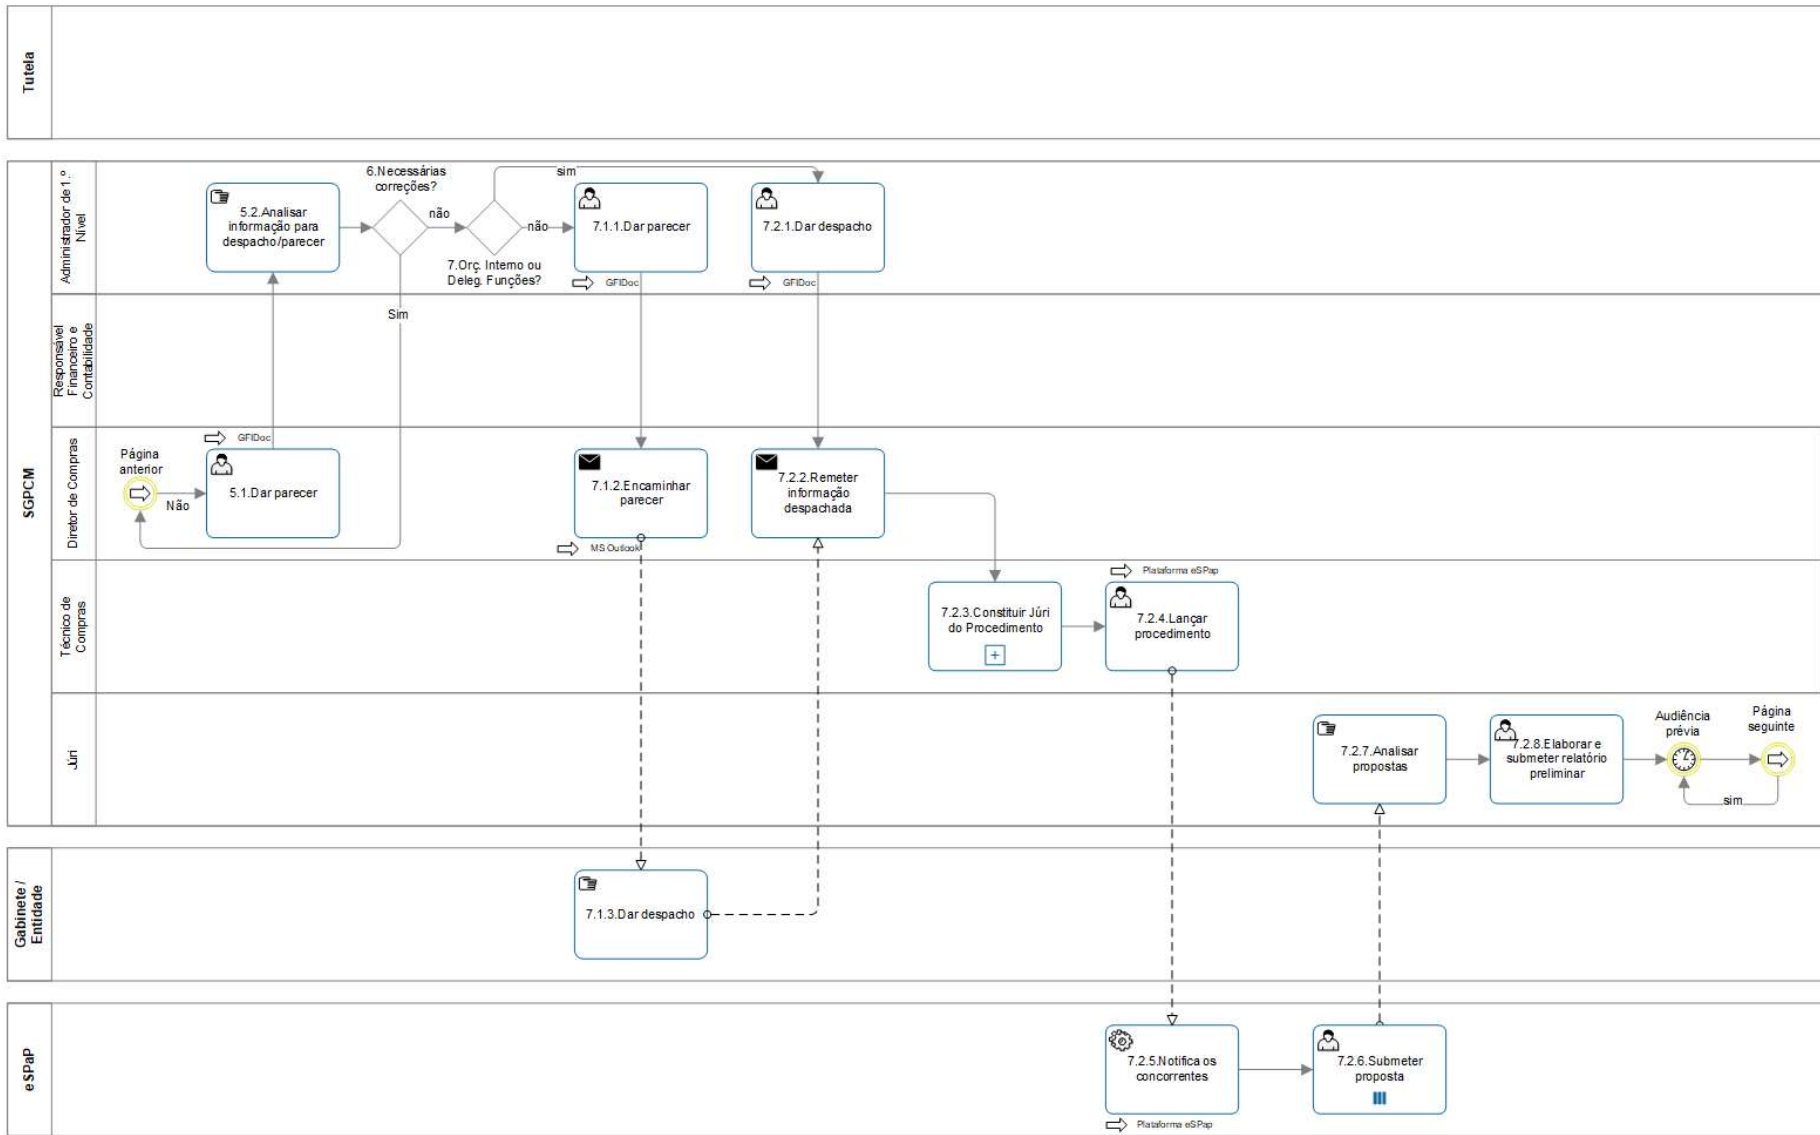 Tutela
SGPCM
Administrador de 1.º
Nível
5.2.Analisar
informação para
despacho/parecer
6.Necessárias
correções?
não
7.Orç. Interno ou
Deleg. Funções?
sim
não
7.1.1.Dar parecer
GFIDoc
7.2.1.Dar despacho
GFIDoc
Sim
Responsável
Financeiro e
Contabilidade
Diretor de Compras
Página
anterior
Não
GFIDoc
5.1.Dar parecer
7.1.2.Encaminhar
parecer
MS Outlook
7.2.2.Remeter
informação
despachada
Técnico de
Compras
7.2.3.Constituir Júri
do Procedimento
Plataforma eSPap
7.2.4.Lançar
procedimento
Júri
7.2.7.Analisar
propostas
7.2.8.Elaborar e
submeter relatório
preliminar
Audiência
prévia
Página
seguinte
sim
Gabinete /
Entidade
7.1.3.Dar despacho
eSPaP
7.2.5.Notifica os
concorrentes
Plataforma eSPap
7.2.6.Submeter
proposta